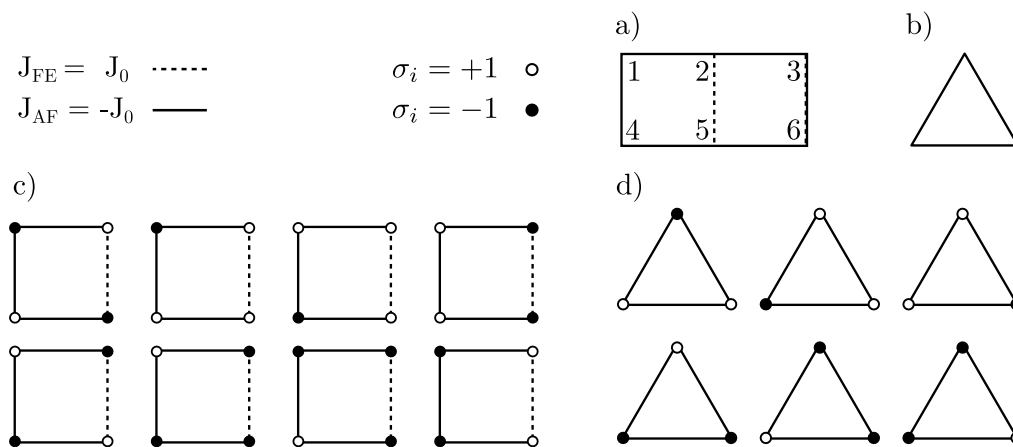 a)
b)
J_FE = J_0
σ_i = +1
J_AF = -J_0
σ_i = −1
1 2 3
4 5 6
c)
d)